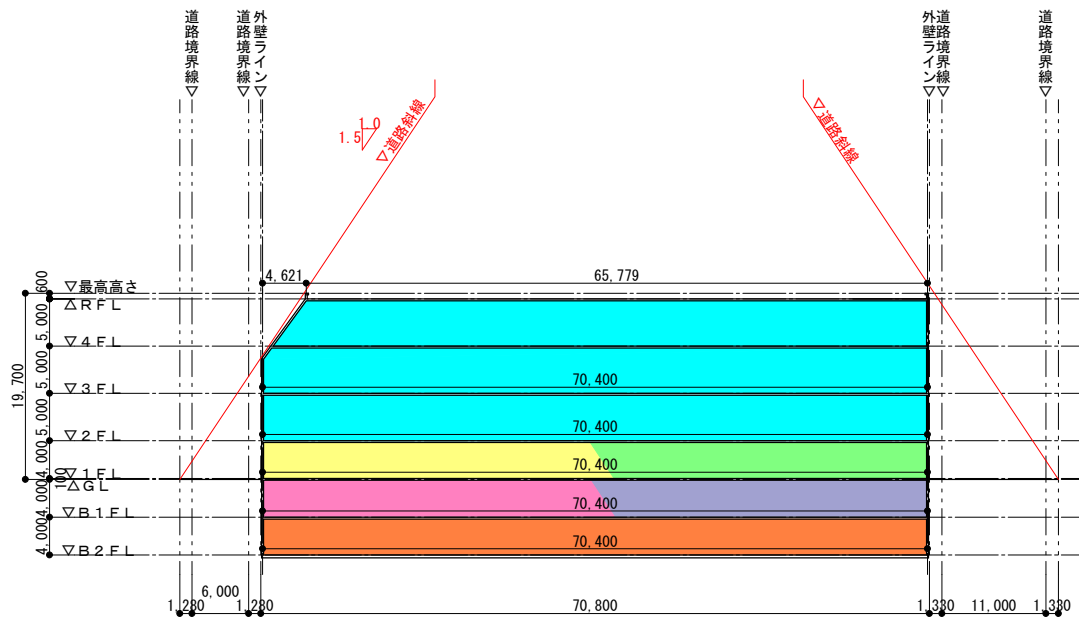 道路境界線▽
道路境界線▽
外壁ライン▽
外壁ライン▽
道路境界線▽
道路境界線▽
1.0
1.5
▽道路斜線
▽道路斜線
4,621
65,779
600
▽最高高さ
△RFL
5,000
▽4FL
5,000
70,400
▽3FL
19,700
5,000
70,400
▽2FL
4,000
70,400
▽1FL
100
△GL
4,000
70,400
▽B1FL
4,000
70,400
▽B2FL
1,280
6,000
1,280
70,800
1,330
11,000
1,330